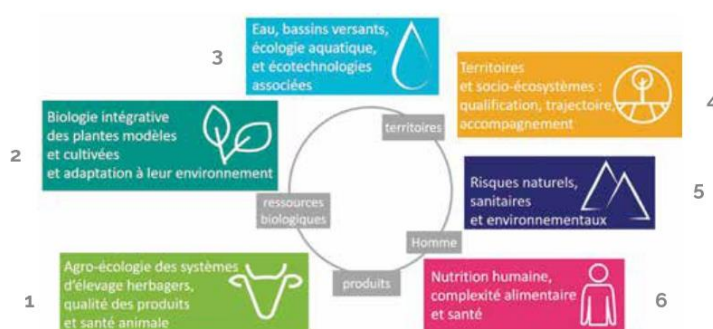 3
Eau, bassins versants,
écologie aquatique,
et écotechnologies
associées
Territoires
et socio-écosystèmes :
qualification, trajectoire,
accompagnement
4
2
Biologie intégrative
des plantes modèles
et cultivées
et adaptation à leur environnement
territoires
Risques naturels,
sanitaires
et environnementaux
5
ressources
biologiques
Homme
produits
1
Agro-écologie des systèmes
d'élevage herbagers,
qualité des produits
et santé animale
Nutrition humaine,
complexité alimentaire
et santé
6